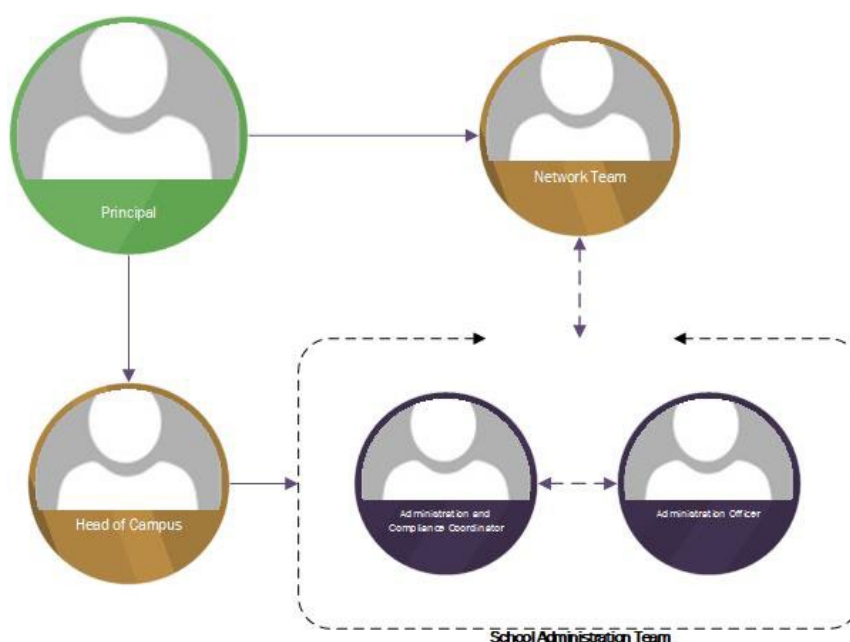 Principal
Network Team
Head of Campus
Administration and
Compliance Coordinator
Administration Officer
School Administration Team